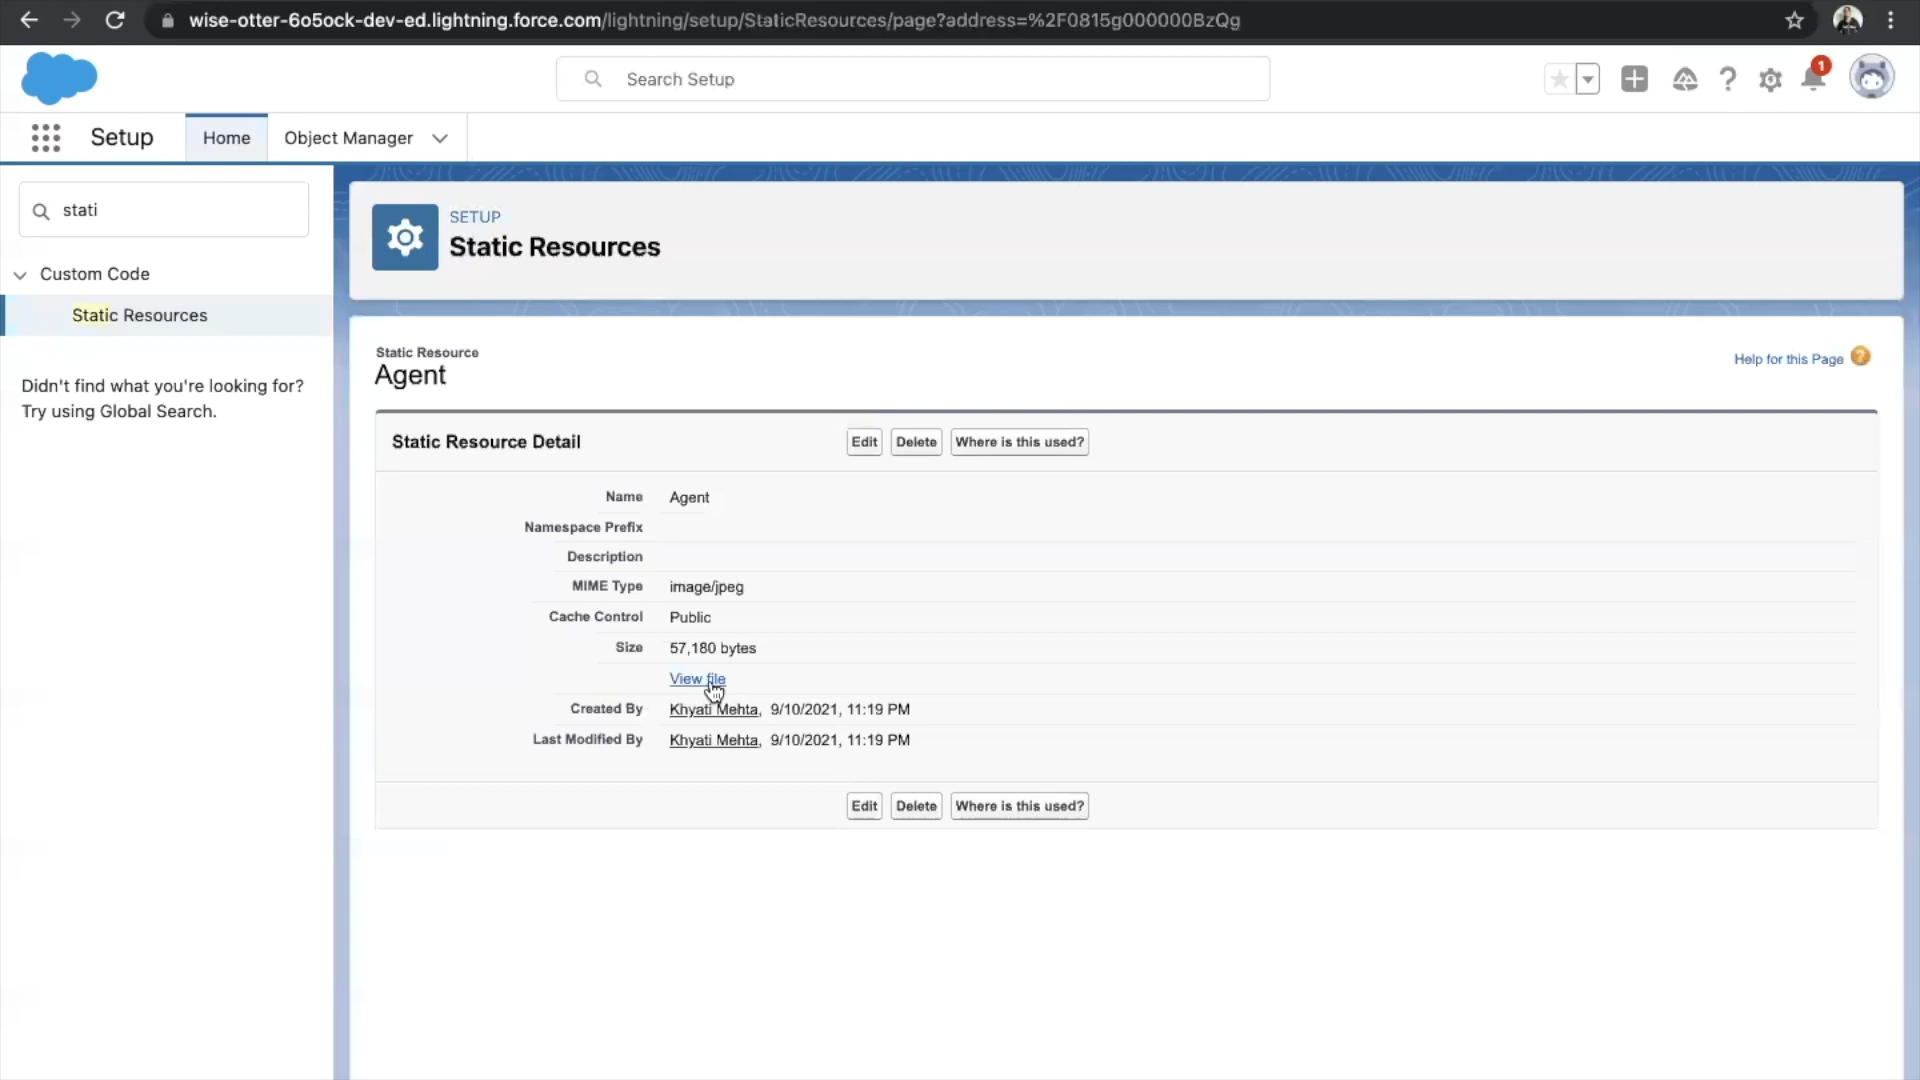 wise-otter-6o5ock-dev-ed.lightning.force.com/lightning/setup/StaticResources/page?address=%2F0815g000000BzQg
Search Setup
1
Setup
Home
Object Manager
stati
Custom Code
Static Resources
Didn't find what you're looking for?
Try using Global Search.
SETUP
Static Resources
Static Resource
Agent
Help for this Page ?
Static Resource Detail
Edit
Delete
Where is this used?
Name Agent
Namespace Prefix
Description
MIME Type image/jpeg
Cache Control Public
Size 57,180 bytes
View file
Created By Khyati Mehta, 9/10/2021, 11:19 PM
Last Modified By Khyati Mehta, 9/10/2021, 11:19 PM
Edit
Delete
Where is this used?